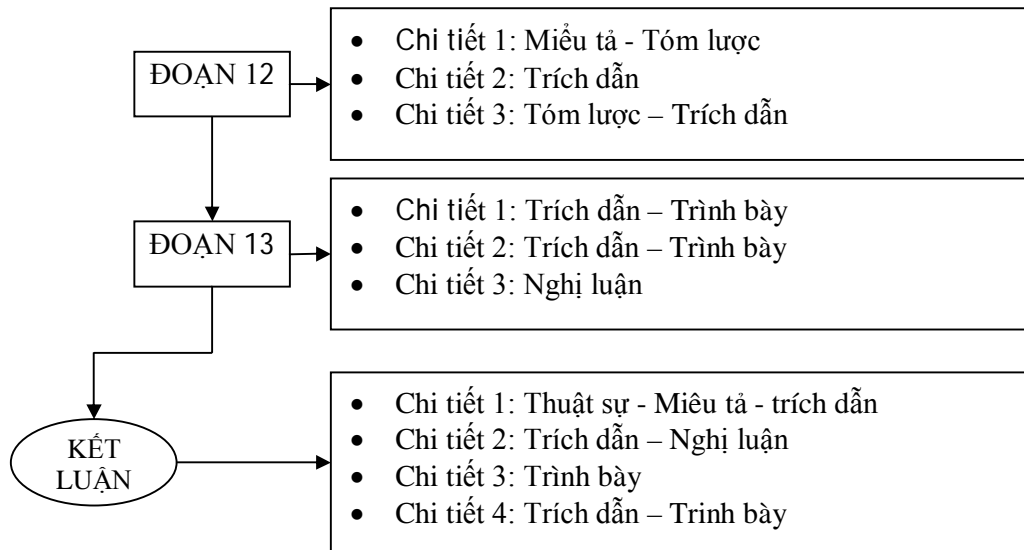 ĐOẠN 12
• Chi tiết 1: Miểu tả - Tóm lược
• Chi tiết 2: Trích dẫn
• Chi tiết 3: Tóm lược – Trích dẫn
ĐOẠN 13
• Chi tiết 1: Trích dẫn – Trình bày
• Chi tiết 2: Trích dẫn – Trình bày
• Chi tiết 3: Nghị luận
KẾT
LUẬN
• Chi tiết 1: Thuật sự - Miêu tả - trích dẫn
• Chi tiết 2: Trích dẫn – Nghị luận
• Chi tiết 3: Trình bày
• Chi tiết 4: Trích dẫn – Trinh bày